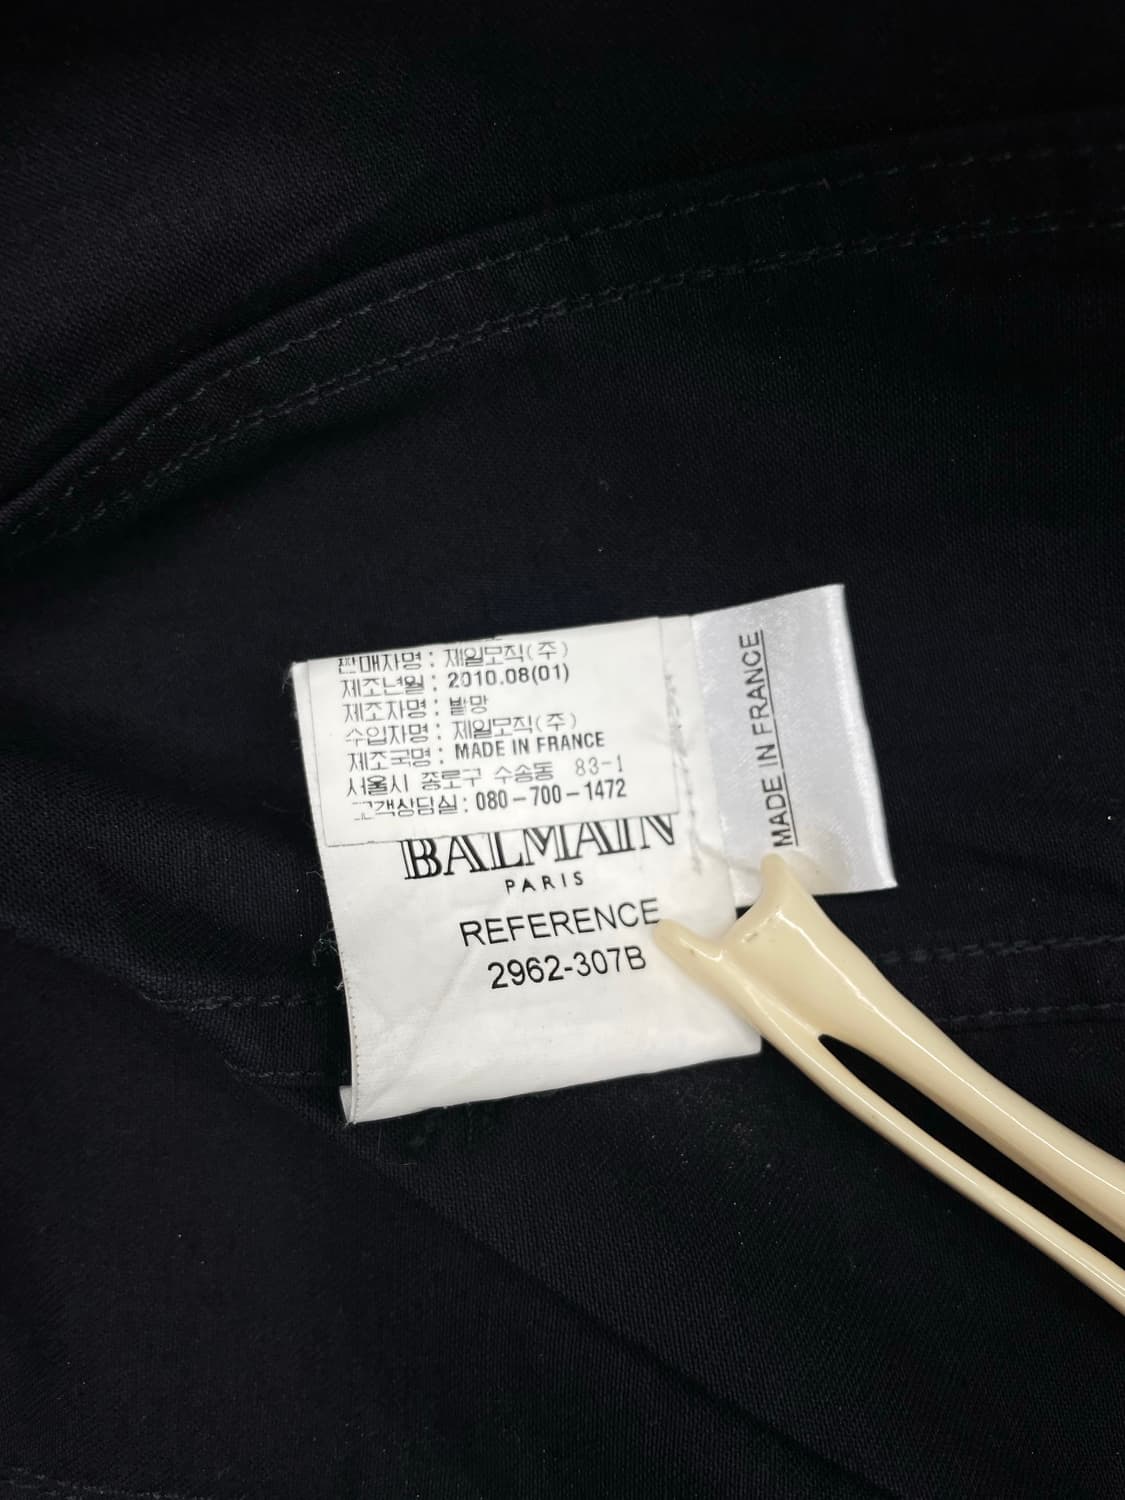 판매자명 : 제일모직(주)
제조년월 : 2010.08(01)
제조자명 : 발망
수입자명 : 제일모직(주)
제조국명 : MADE IN FRANCE
서울시 종로구 수송동 83-1
고객상담실 : 080-700-1472
BALMAIN
PARIS
REFERENCE
2962-307B
MADE IN FRANCE